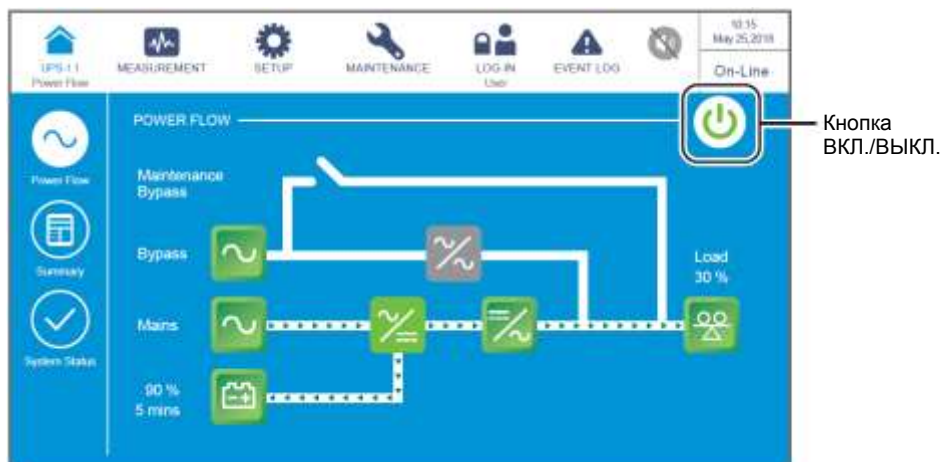 10:15
May 25,2018
UPS-1.1
Power Flow
MEASUREMENT
SETUP
MAINTENANCE
LOG IN
User
EVENT LOG
On-Line
POWER FLOW
Кнопка
ВКЛ./ВЫКЛ.
Power Flow
Maintenance
Bypass
Bypass
Summary
Load
30 %
Mains
System Status
90 %
5 mins